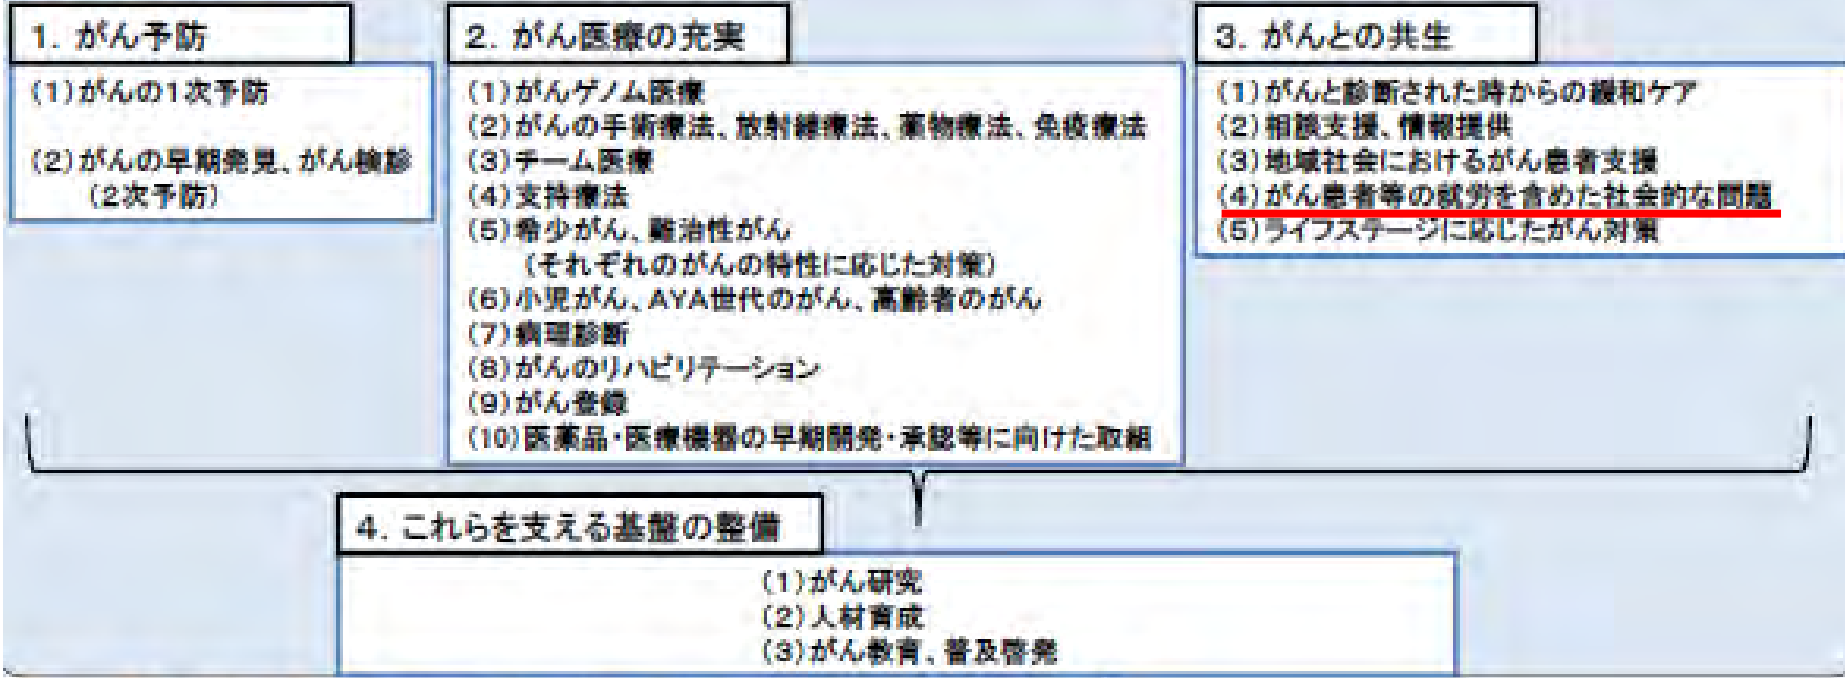 1. がん予防
(1)がんの1次予防
(2)がんの早期発見、がん検診
(2次予防)
2. がん医療の充実
(1)がんゲノム医療
(2)がんの手術療法、放射線療法、薬物療法、免疫療法
(3)チーム医療
(4)支持療法
(5)希少がん、難治性がん
(それぞれのがんの特性に応じた対策)
(6)小児がん、AYA世代のがん、高齢者のがん
(7)病理診断
(8)がんのリハビリテーション
(9)がん登録
(10)医薬品・医療機器の早期開発・承認等に向けた取組
3. がんとの共生
(1)がんと診断された時からの緩和ケア
(2)相談支援、情報提供
(3)地域社会におけるがん患者支援
(4)がん患者等の就労を含めた社会的な問題
(5)ライフステージに応じたがん対策
4. これらを支える基盤の整備
(1)がん研究
(2)人材育成
(3)がん教育、普及啓発